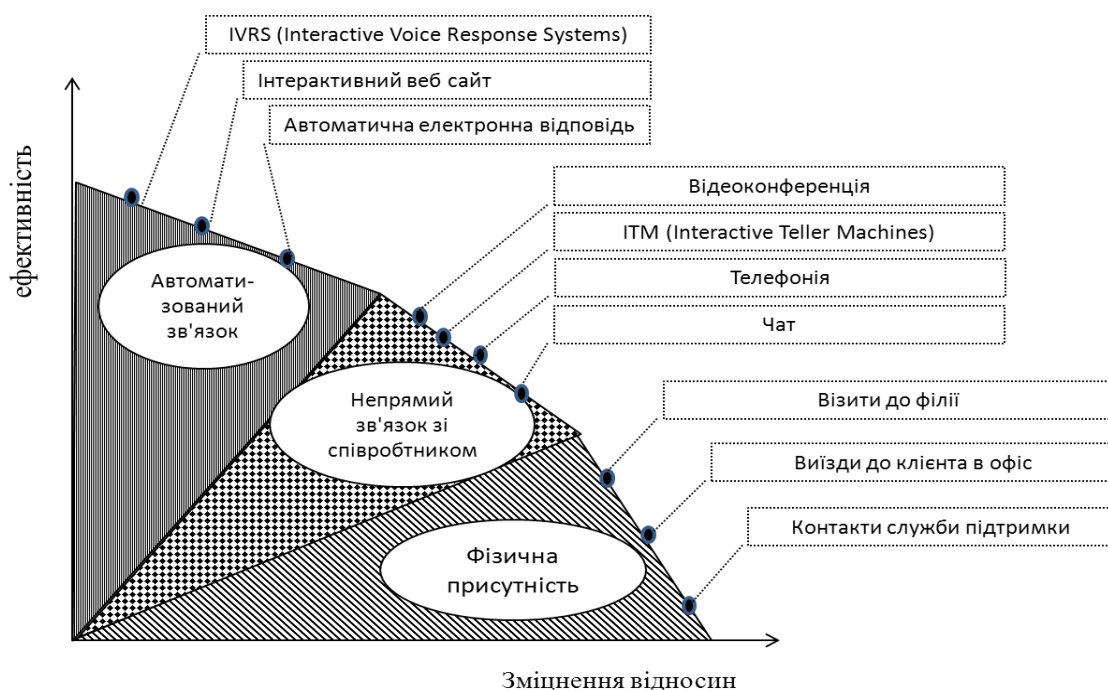 IVRS (Interactive Voice Response Systems)
Інтерактивний веб сайт
Автоматична електронна відповідь
ефективність
Відеоконференція
ITM (Interactive Teller Machines)
Телефонія
Чат
Автомати-
зований
зв'язок
Непрямий
зв'язок зі
співробтником
Візити до філії
Виїзди до клієнта в офіс
Контакти служби підтримки
Фізична
присутність
Зміцнення відносин